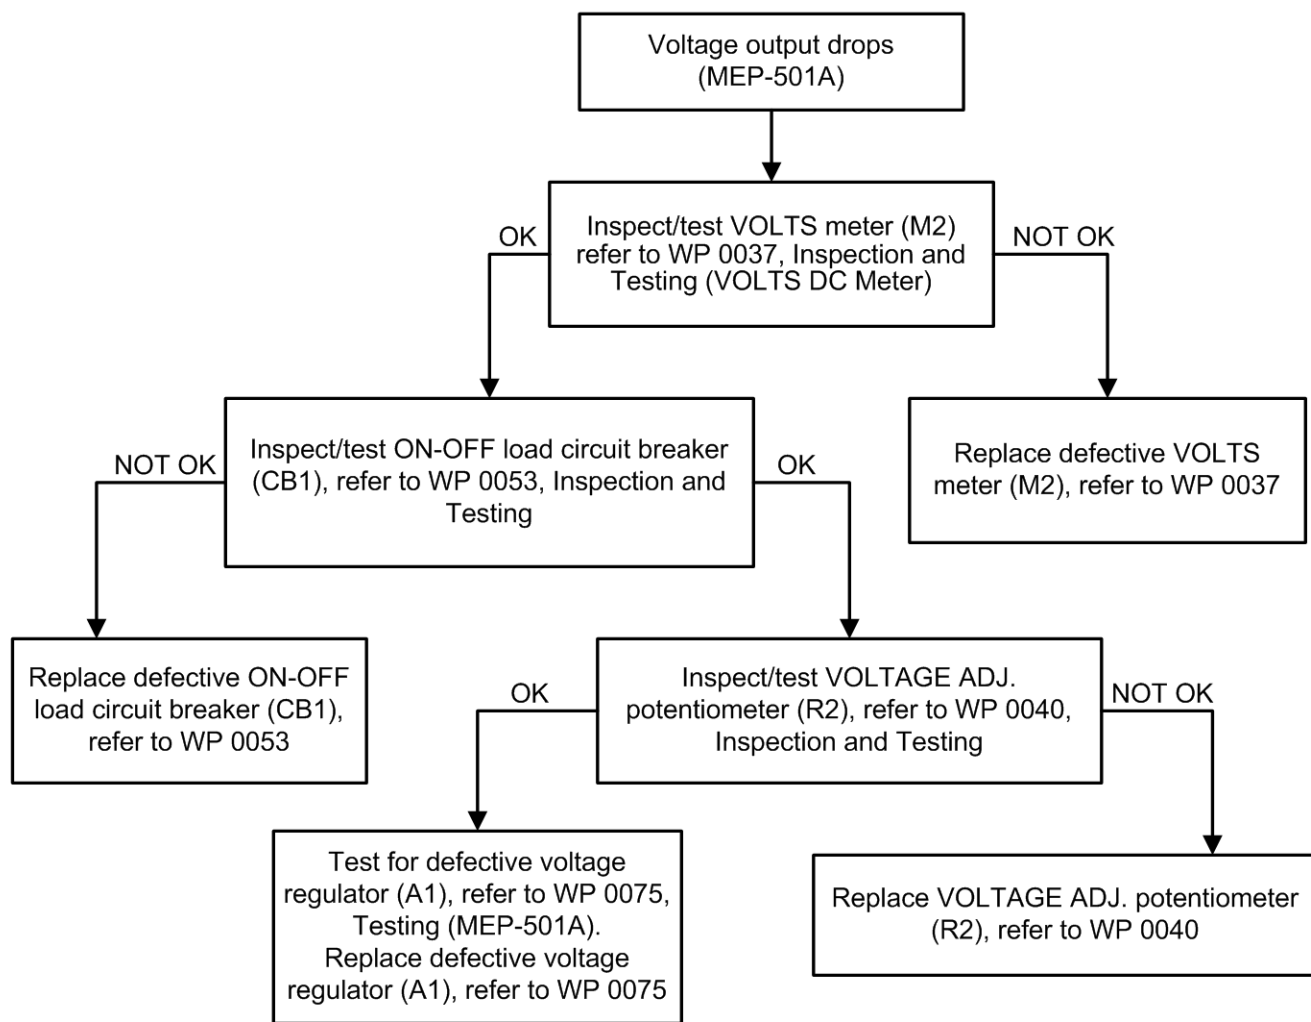 Voltage output drops
(MEP-501A)
Inspect/test VOLTS meter (M2)
refer to WP 0037, Inspection and
Testing (VOLTS DC Meter)
OK
NOT OK
Inspect/test ON-OFF load circuit breaker
(CB1), refer to WP 0053, Inspection and
Testing
NOT OK
OK
Replace defective VOLTS
meter (M2), refer to WP 0037
Replace defective ON-OFF
load circuit breaker (CB1),
refer to WP 0053
Inspect/test VOLTAGE ADJ.
potentiometer (R2), refer to WP 0040,
Inspection and Testing
OK
NOT OK
Test for defective voltage
regulator (A1), refer to WP 0075,
Testing (MEP-501A).
Replace defective voltage
regulator (A1), refer to WP 0075
Replace VOLTAGE ADJ. potentiometer
(R2), refer to WP 0040